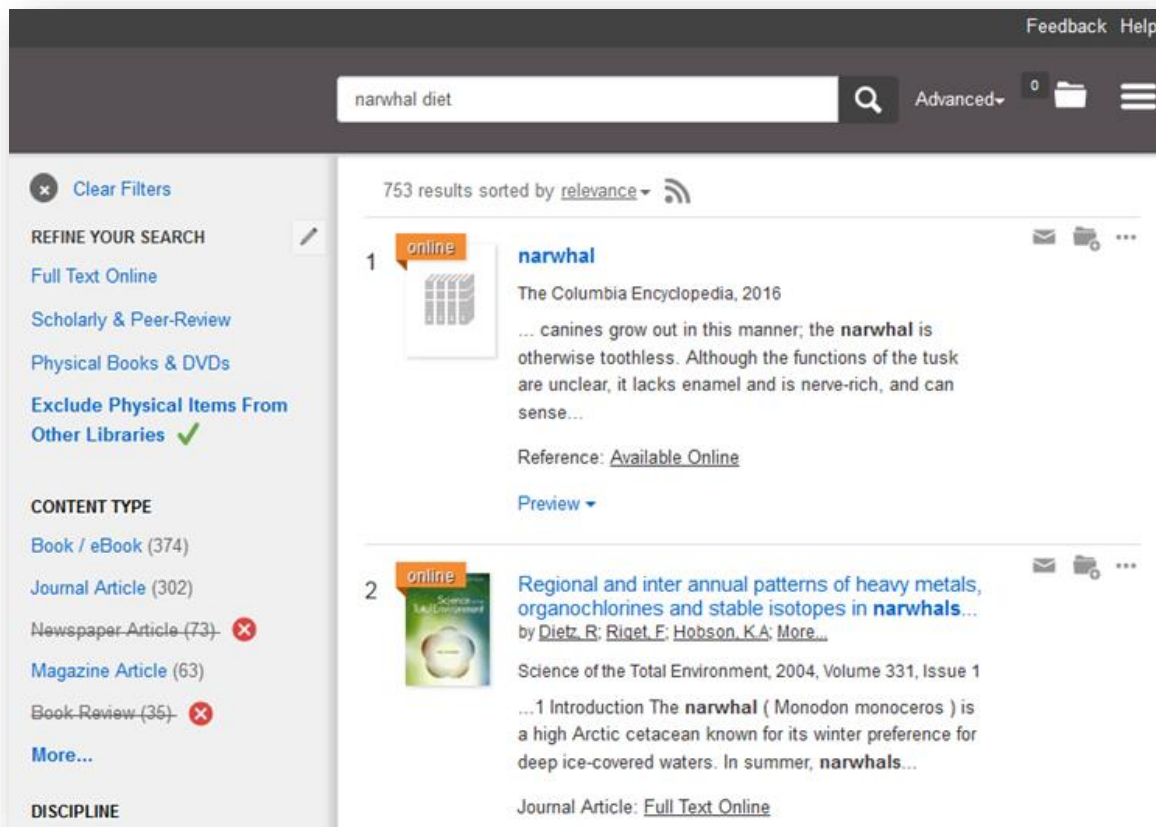 Feedback Help
narwhal diet
Advanced
0
Clear Filters
REFINE YOUR SEARCH
Full Text Online
Scholarly & Peer-Review
Physical Books & DVDs
Exclude Physical Items From
Other Libraries
CONTENT TYPE
Book / eBook (374)
Journal Article (302)
Newspaper Article (73)
Magazine Article (63)
Book Review (35)
More...
DISCIPLINE
753 results sorted by relevance
1
online
narwhal
The Columbia Encyclopedia, 2016
... canines grow out in this manner; the narwhal is
otherwise toothless. Although the functions of the tusk
are unclear, it lacks enamel and is nerve-rich, and can
sense...
Reference: Available Online
Preview
2
online
Science of the
Total Environment
Regional and inter annual patterns of heavy metals,
organochlorines and stable isotopes in narwhals...
by Dietz, R; Riget, F; Hobson, K.A; More...
Science of the Total Environment, 2004, Volume 331, Issue 1
...1 Introduction The narwhal ( Monodon monoceros ) is
a high Arctic cetacean known for its winter preference for
deep ice-covered waters. In summer, narwhals...
Journal Article: Full Text Online